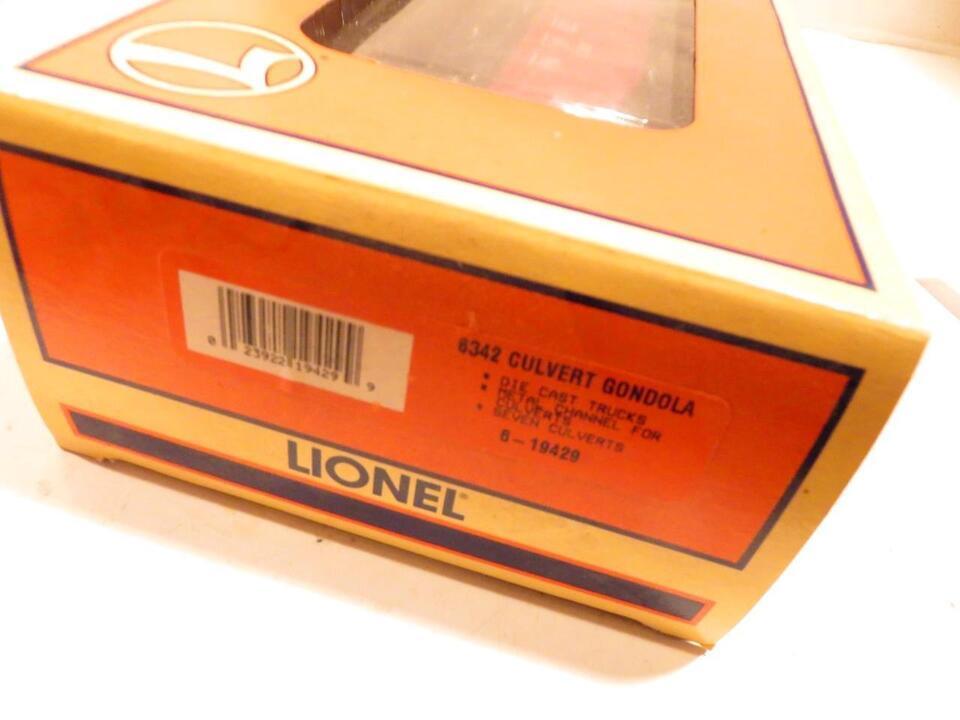 L
0 23922 19429 9
6342 CULVERT GONDOLA
* DIE CAST TRUCKS
* METAL CHANNEL FOR
CULVERTS
* SEVEN CULVERTS
6-19429
LIONEL®